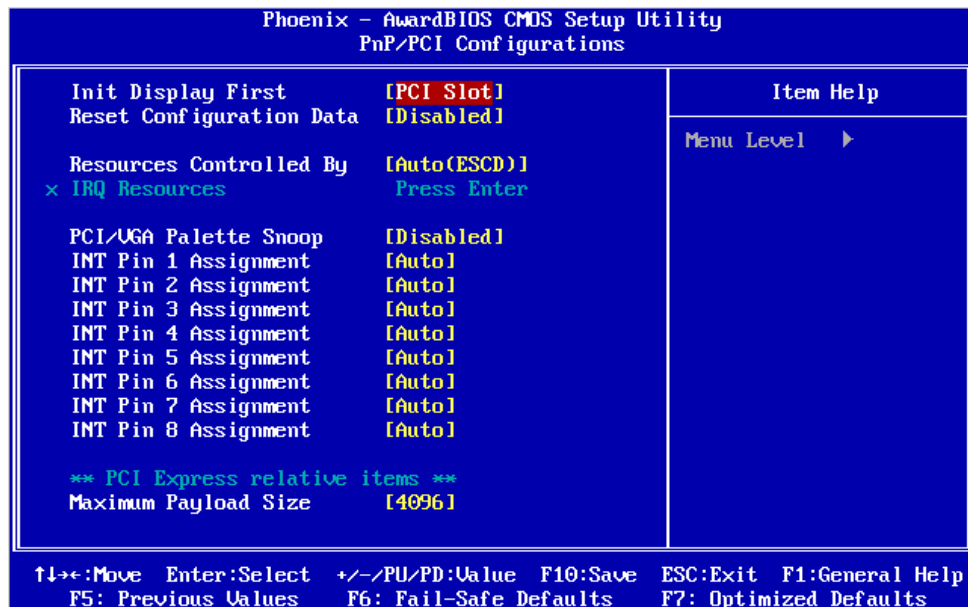 Phoenix - AwardBIOS CMOS Setup Utility
PnP/PCI Configurations
Init Display First [PCI Slot]
Reset Configuration Data [Disabled]
Resources Controlled By [Auto(ESCD)]
x IRQ Resources Press Enter
PCI/VGA Palette Snoop [Disabled]
INT Pin 1 Assignment [Auto]
INT Pin 2 Assignment [Auto]
INT Pin 3 Assignment [Auto]
INT Pin 4 Assignment [Auto]
INT Pin 5 Assignment [Auto]
INT Pin 6 Assignment [Auto]
INT Pin 7 Assignment [Auto]
INT Pin 8 Assignment [Auto]
** PCI Express relative items **
Maximum Payload Size [4096]
Item Help
Menu Level ▶
↑↓→←:Move Enter:Select +/-/PU/PD:Value F10:Save ESC:Exit F1:General Help
F5: Previous Values F6: Fail-Safe Defaults F7: Optimized Defaults